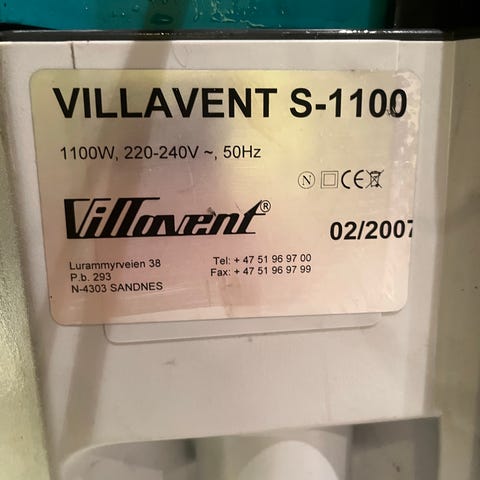 VILLAVENT S-1100
1100W, 220-240V ~, 50Hz
N CE
Villavent®
02/2007
Lurammyrveien 38
P.b. 293
N-4303 SANDNES
Tel: + 47 51 96 97 00
Fax: + 47 51 96 97 99